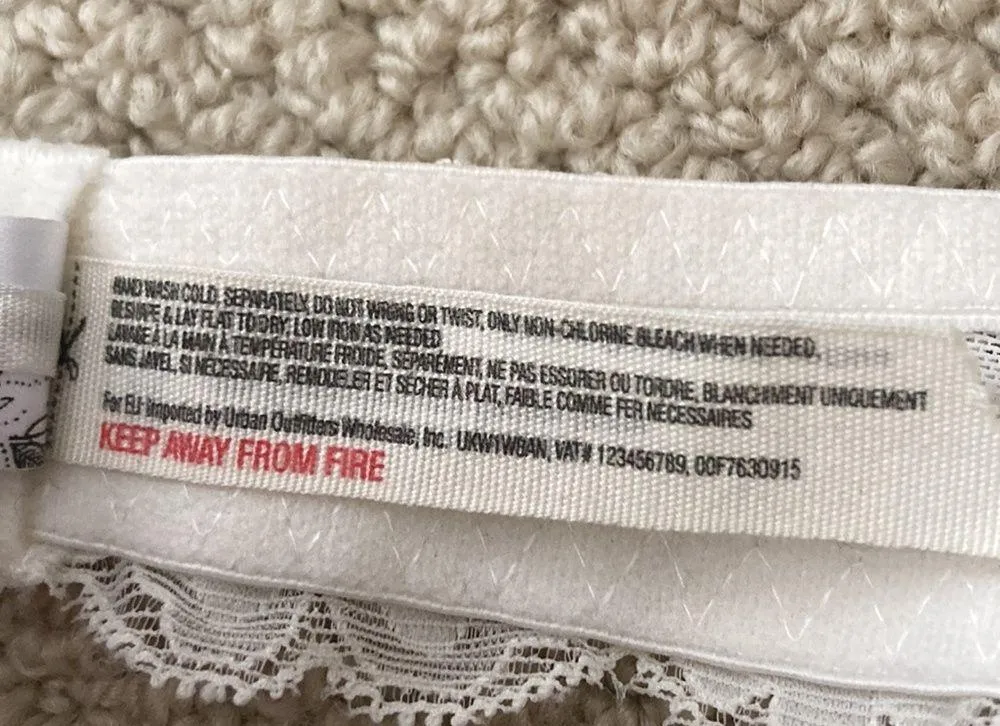 HAND WASH COLD, SEPARATELY, DO NOT WRING OR TWIST, ONLY NON-CHLORINE BLEACH WHEN NEEDED.
RESHAPE & LAY FLAT TO DRY, LOW IRON AS NEEDED
LAVAGE À LA MAIN À TEMPÉRATURE FROIDE, SÉPARÉMENT, NE PAS ESSORER OU TORDRE, BLANCHIMENT UNIQUEMENT
SANS JAVEL, SI NECESSAIRE, REMODELER ET SECHER À PLAT, FAIBLE COMME FER NECESSAIRES
For EU: Imported by Urban Outfitters Wholesale, Inc. UKW1W8AN, VAT# 123456789, 00F7630915
KEEP AWAY FROM FIRE